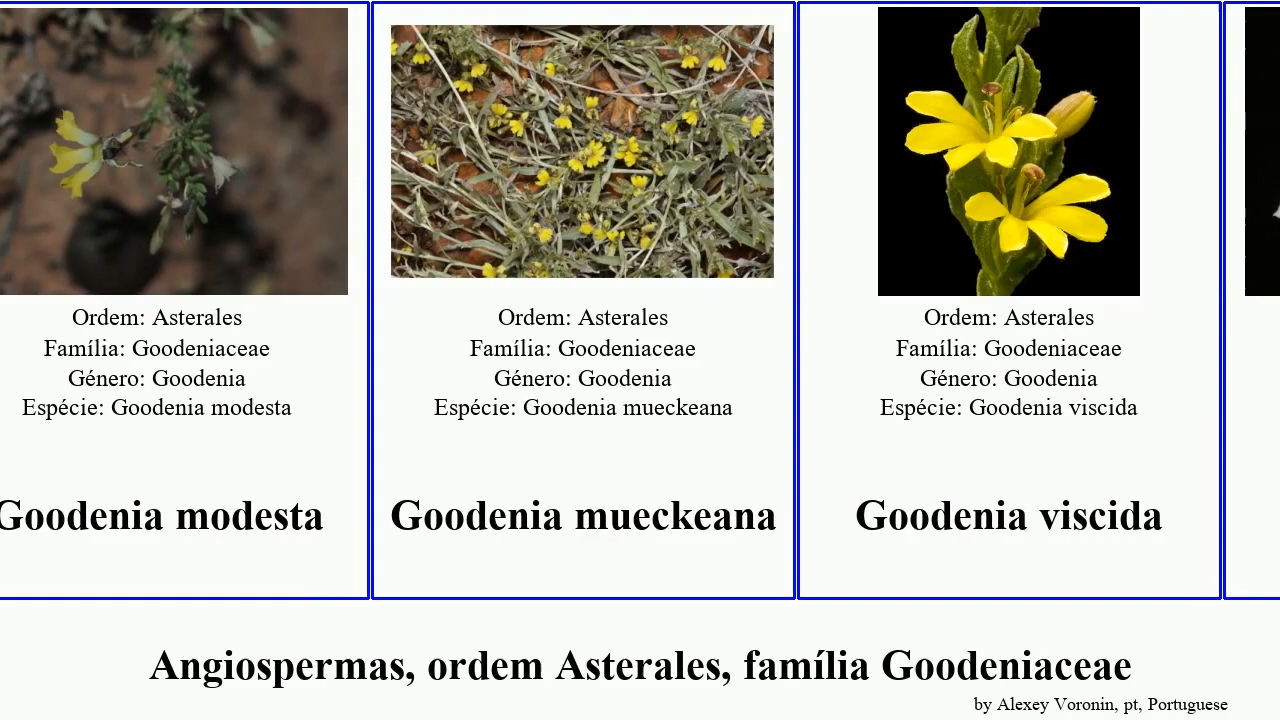 Ordem: Asterales
Família: Goodeniaceae
Género: Goodenia
Espécie: Goodenia modesta
Goodenia modesta
Ordem: Asterales
Família: Goodeniaceae
Género: Goodenia
Espécie: Goodenia mueckeana
Goodenia mueckeana
Ordem: Asterales
Família: Goodeniaceae
Género: Goodenia
Espécie: Goodenia viscida
Goodenia viscida
Angiospermas, ordem Asterales, família Goodeniaceae
by Alexey Voronin, pt, Portuguese